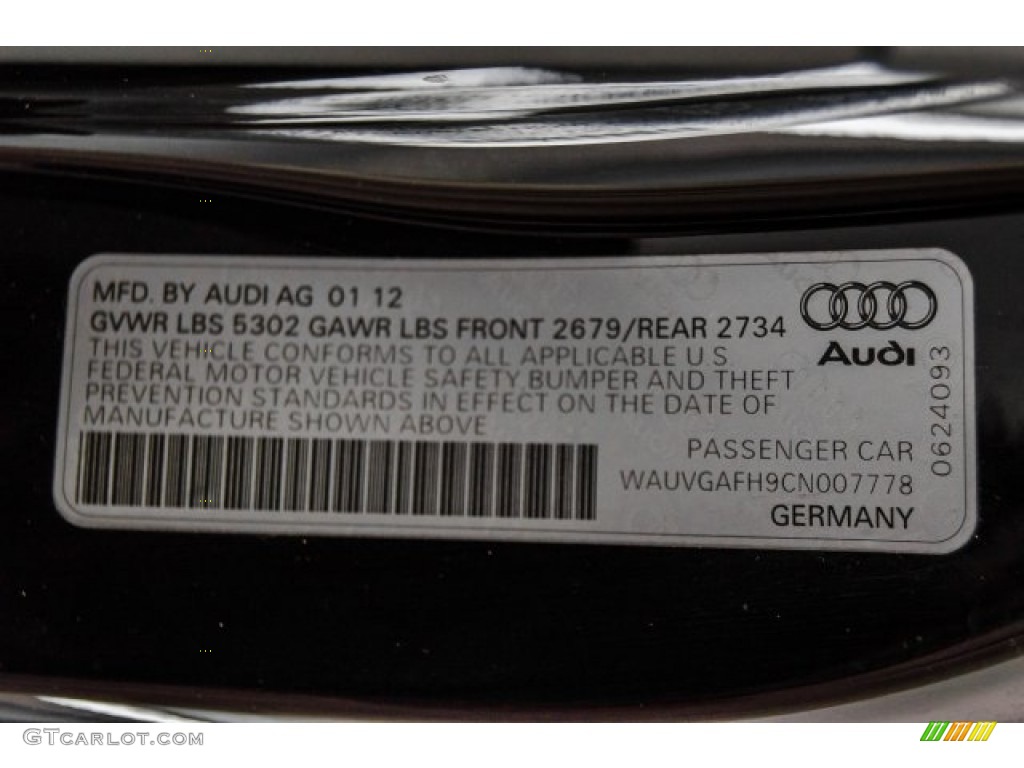 MFD. BY AUDI AG 01 12
GVWR LBS 5302 GAWR LBS FRONT 2679/REAR 2734
THIS VEHICLE CONFORMS TO ALL APPLICABLE U.S.
FEDERAL MOTOR VEHICLE SAFETY, BUMPER AND THEFT
PREVENTION STANDARDS IN EFFECT ON THE DATE OF
MANUFACTURE SHOWN ABOVE
Audi
0624093
PASSENGER CAR
WAUVGAFH9CN007778
GERMANY
GTCarLot.com